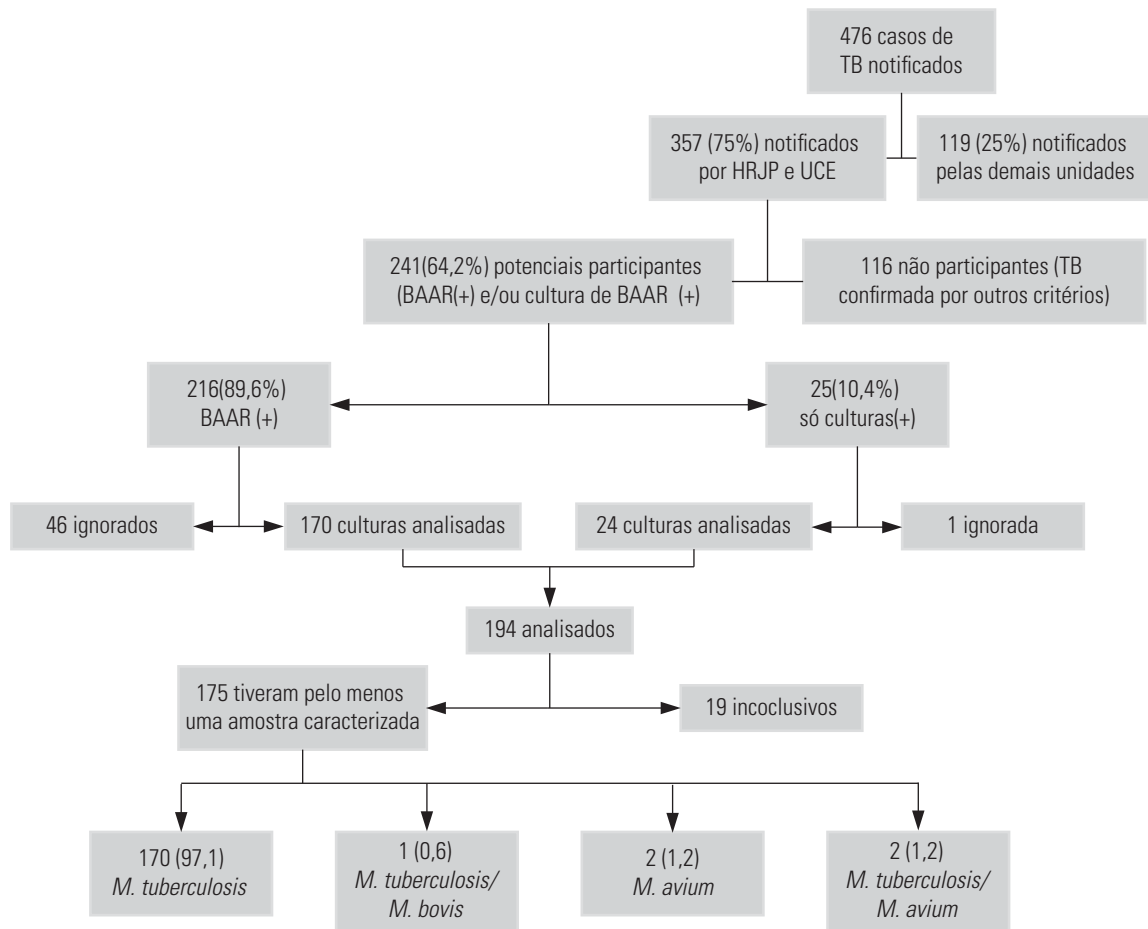 476 casos de
TB notificados
357 (75%) notificados
por HRJP e UCE
119 (25%) notificados
pelas demais unidades
241(64,2%) potenciais participantes
(BAAR(+) e/ou cultura de BAAR (+)
116 não participantes (TB
confirmada por outros critérios)
216(89,6%)
BAAR (+)
25(10,4%)
só culturas(+)
46 ignorados
170 culturas analisadas
24 culturas analisadas
1 ignorada
194 analisados
175 tiveram pelo menos
uma amostra caracterizada
19 incoclusivos
170 (97,1)
M. tuberculosis
1 (0,6)
M. tuberculosis/
M. bovis
2 (1,2)
M. avium
2 (1,2)
M. tuberculosis/
M. avium